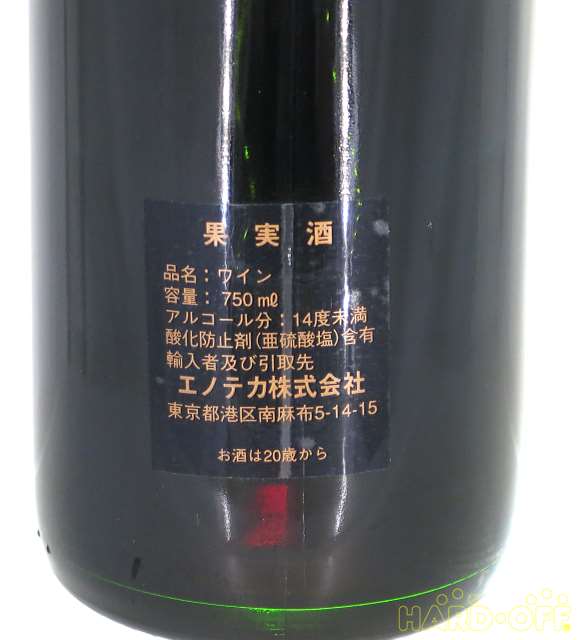 果実酒
品名：ワイン
容量：750㎖
アルコール分：14度未満
酸化防止剤（亜硫酸塩）含有
輸入者及び引取先
エノテカ株式会社
東京都港区南麻布5-14-15
お酒は20歳から
HARD-OFF